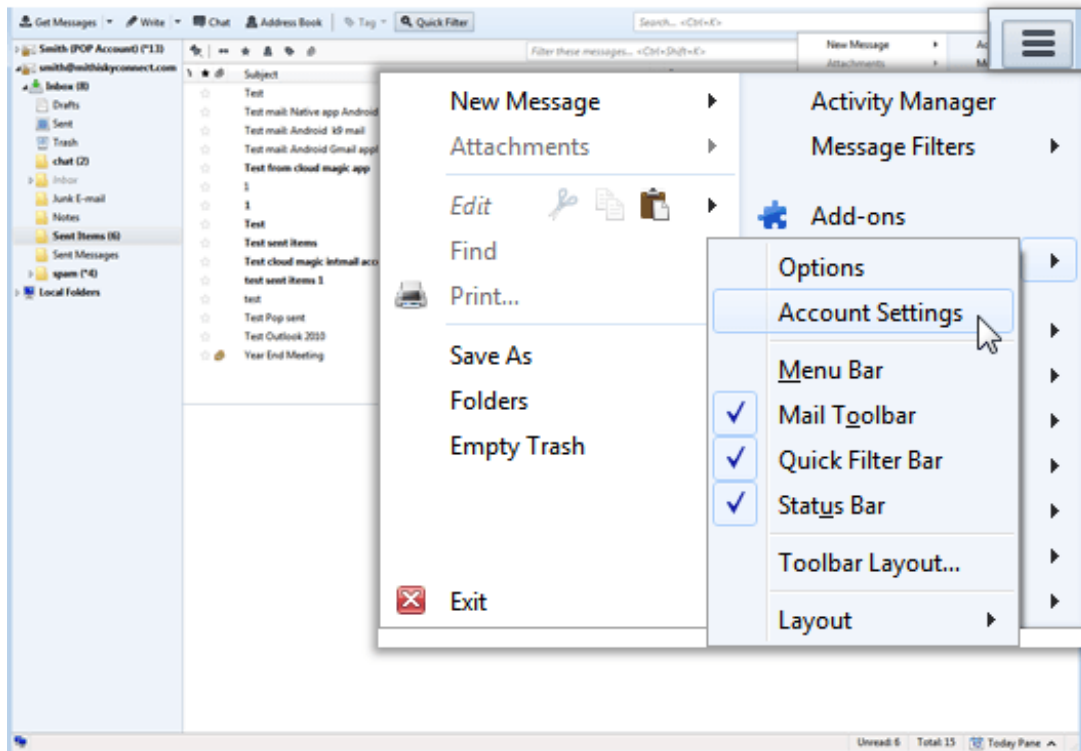 Get Messages Write Chat Address Book Tag Quick Filter Search... <Ctrl+K>
Smith (POP Account) (*13)
smith@mithiskyconnect.com
Inbox (8)
Drafts
Sent
Trash
chat (2)
Inbox
Junk E-mail
Notes
Sent Items (6)
Sent Messages
spam (*4)
Local Folders
Filter these messages... <Ctrl+Shift+K>
Subject
Test
Test mail: Native app Android
Test mail: Android k9 mail
Test mail: Android Gmail appl
Test from cloud magic app
1
1
Test
Test sent items
Test cloud magic intmail acco
test sent items 1
test
Test Pop sent
Test Outlook 2010
Year End Meeting
New Message
Attachments
New Message
Attachments
Edit
Find
Print...
Save As
Folders
Empty Trash
Exit
Activity Manager
Message Filters
Add-ons
Options
Account Settings
Menu Bar
Mail Toolbar
Quick Filter Bar
Status Bar
Toolbar Layout...
Layout
Unread: 6 Total: 15 Today Pane